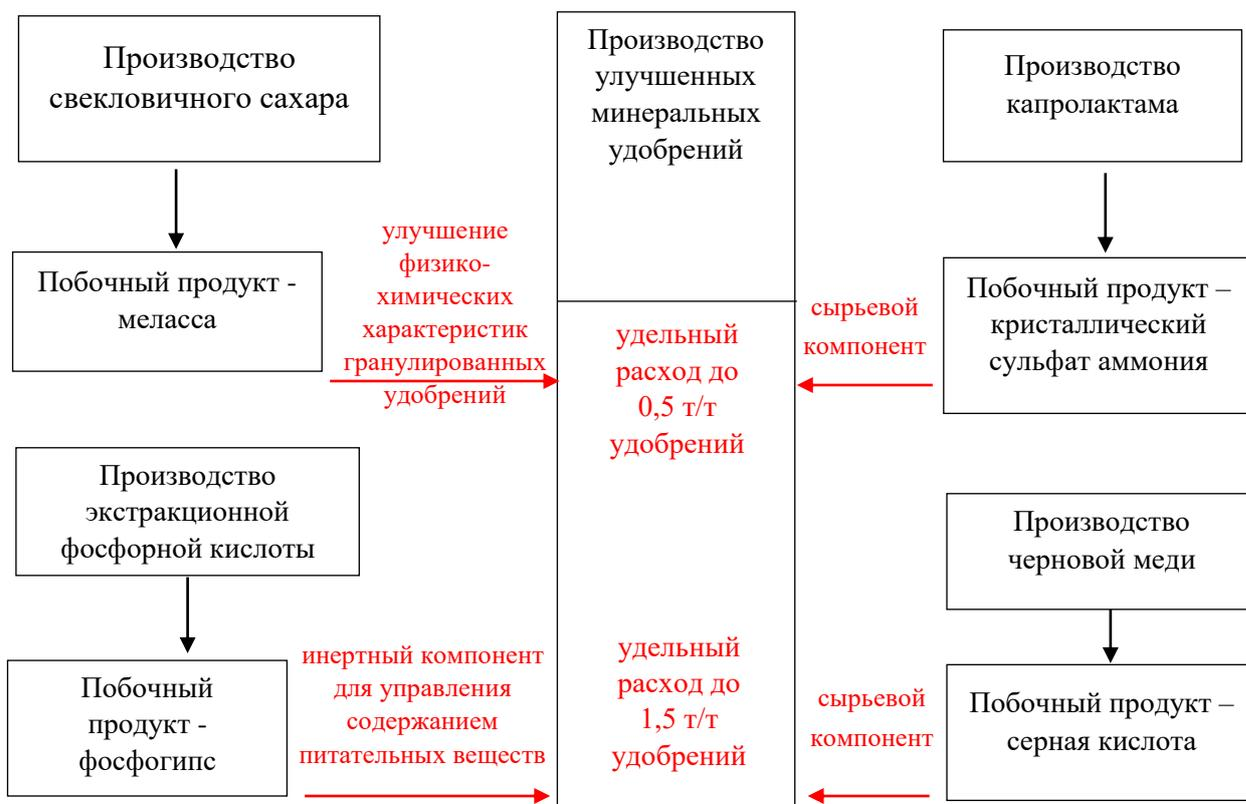 Производство
свекловичного сахара
Побочный продукт -
меласса
улучшение
физико-
химических
характеристик
гранулированных
удобрений
Производство
экстракционной
фосфорной кислоты
Побочный
продукт -
фосфогипс
инертный компонент
для управления
содержанием
питательных веществ
Производство
улучшенных
минеральных
удобрений
удельный
расход до
0,5 т/т
удобрений
удельный
расход до
1,5 т/т
удобрений
Производство
капролактама
Побочный продукт –
кристаллический
сульфат аммония
сырьевой
компонент
Производство
черновой меди
Побочный продукт –
серная кислота
сырьевой
компонент